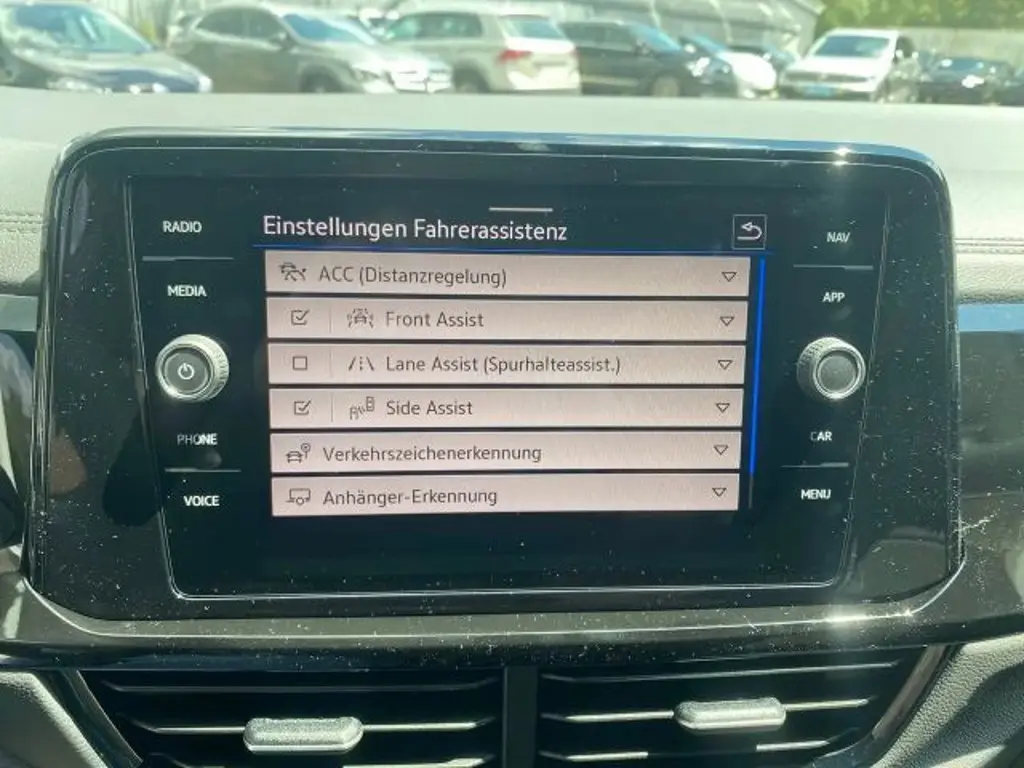 Einstellungen Fahrerassistenz
RADIO
MEDIA
PHONE
VOICE
ACC (Distanzregelung)
Front Assist
Lane Assist (Spurhalteassist.)
Side Assist
Verkehrszeichenerkennung
Anhänger-Erkennung
NAV
APP
CAR
MENU